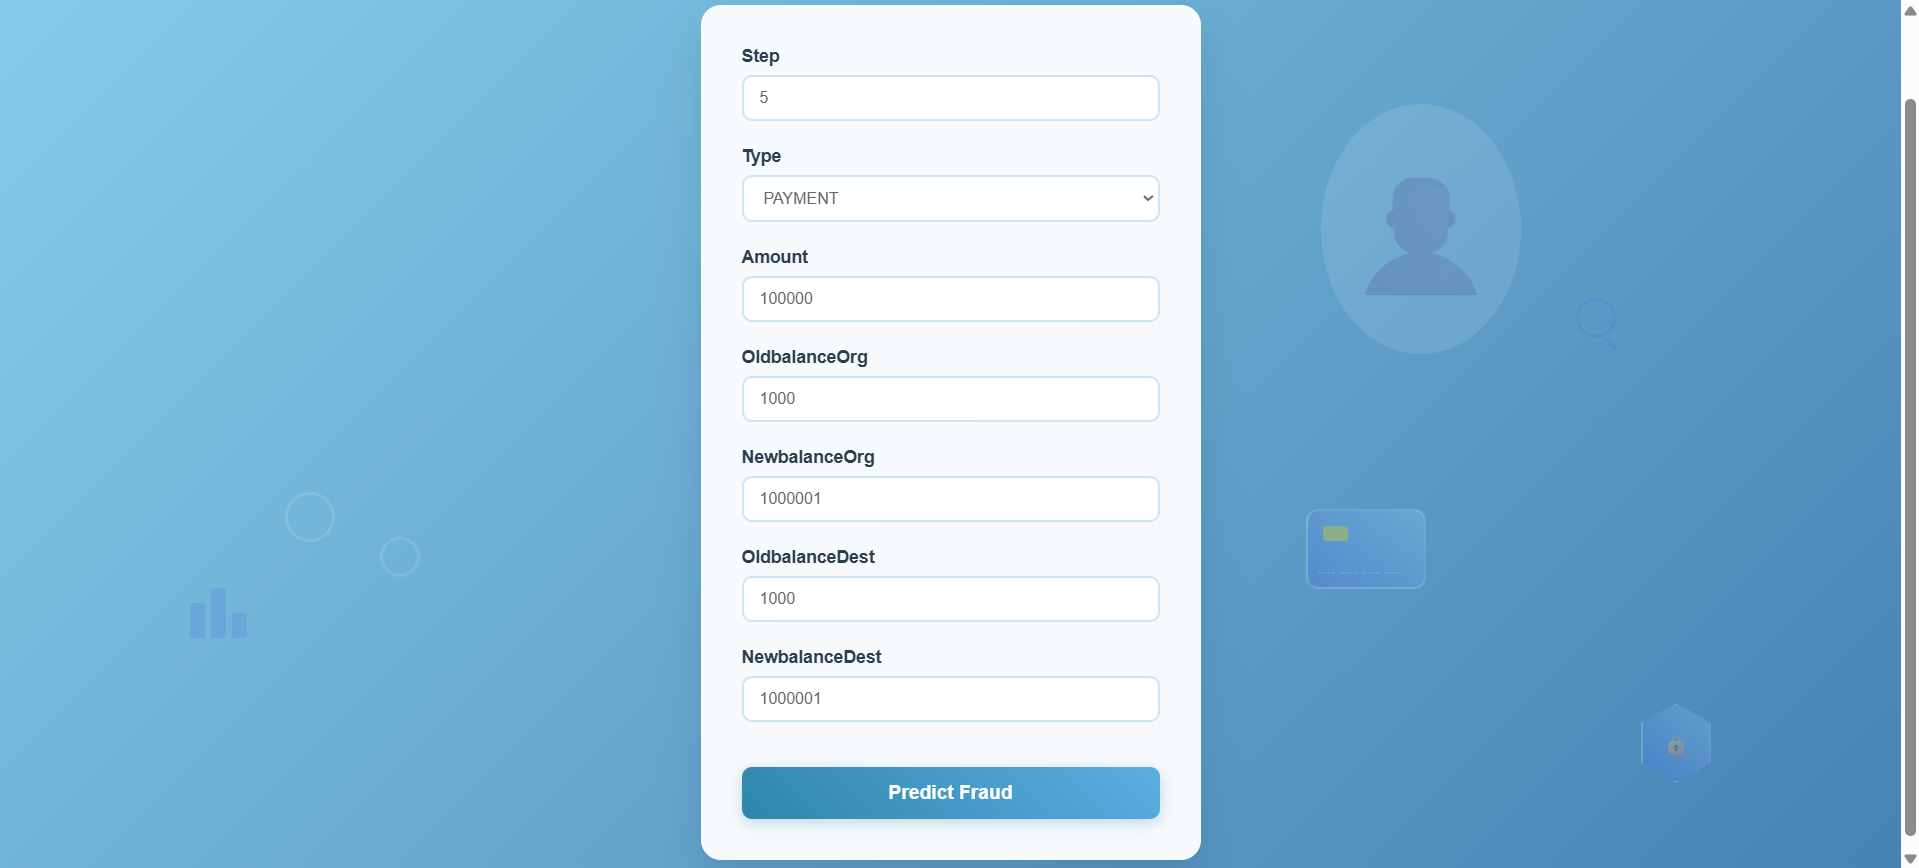 Step
5
Type
PAYMENT
Amount
100000
OldbalanceOrg
1000
NewbalanceOrg
1000001
OldbalanceDest
1000
NewbalanceDest
1000001
Predict Fraud